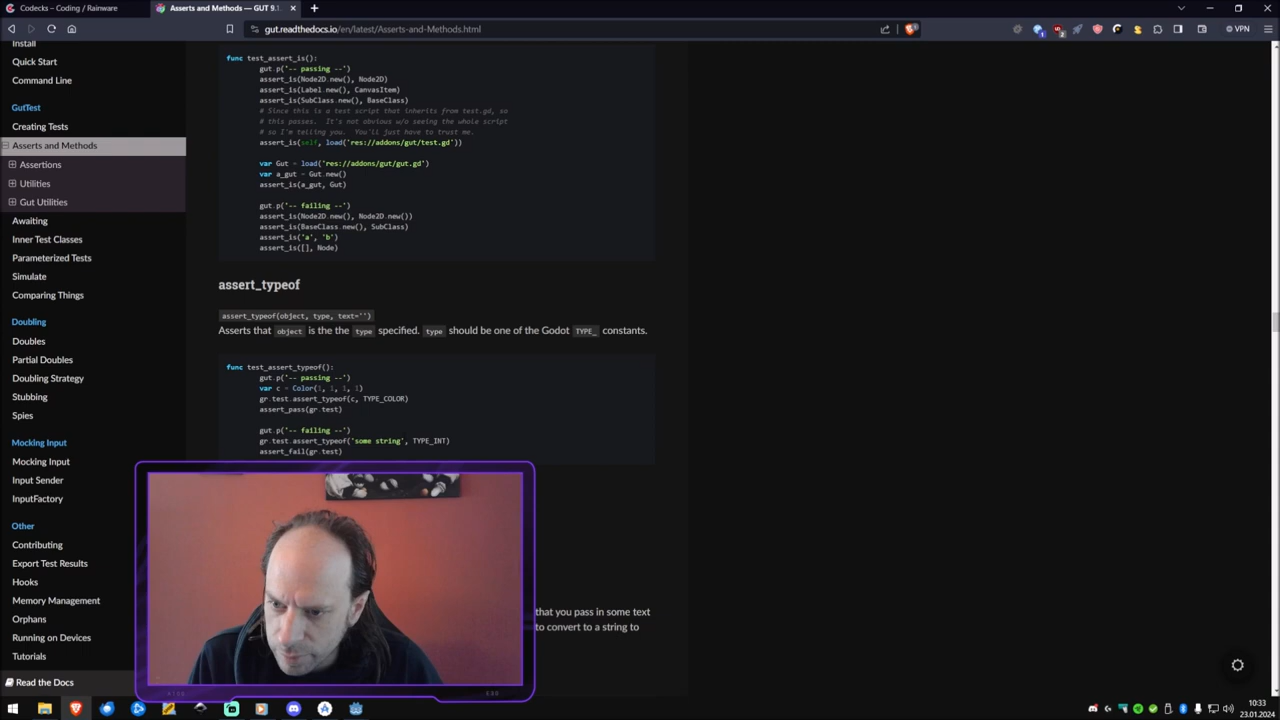 Codecks – Coding / Rainware
Asserts and Methods — GUT 9.1.
gut.readthedocs.io/en/latest/Asserts-and-Methods.html
VPN
Install
Quick Start
Command Line
GutTest
Creating Tests
Asserts and Methods
Assertions
Utilities
Gut Utilities
Awaiting
Inner Test Classes
Parameterized Tests
Simulate
Comparing Things
Doubling
Doubles
Partial Doubles
Doubling Strategy
Stubbing
Spies
Mocking Input
Mocking Input
Input Sender
InputFactory
Other
Contributing
Export Test Results
Hooks
Memory Management
Orphans
Running on Devices
Tutorials
Read the Docs
func test_assert_is():
gut.p('-- passing --')
assert_is(Node2D.new(), Node2D)
assert_is(Label.new(), CanvasItem)
assert_is(SubClass.new(), BaseClass)
# Since this is a test script that inherits from test.gd, so
# this passes.  It's not obvious w/o seeing the whole script
# so I'm telling you.  You'll just have to trust me.
assert_is(self, load('res://addons/gut/test.gd'))
var Gut = load('res://addons/gut/gut.gd')
var a_gut = Gut.new()
assert_is(a_gut, Gut)
gut.p('-- failing --')
assert_is(Node2D.new(), Node2D.new())
assert_is(BaseClass.new(), SubClass)
assert_is('a', 'b')
assert_is([], Node)
assert_typeof
assert_typeof(object, type, text='')
Asserts that object is the the type specified. type should be one of the Godot TYPE_ constants.
func test_assert_typeof():
gut.p('-- passing --')
var c = Color(1, 1, 1, 1)
gr.test.assert_typeof(c, TYPE_COLOR)
assert_pass(gr.test)
gut.p('-- failing --')
gr.test.assert_typeof('some string', TYPE_INT)
assert_fail(gr.test)
that you pass in some text
to convert to a string to
10:33
23.01.2024